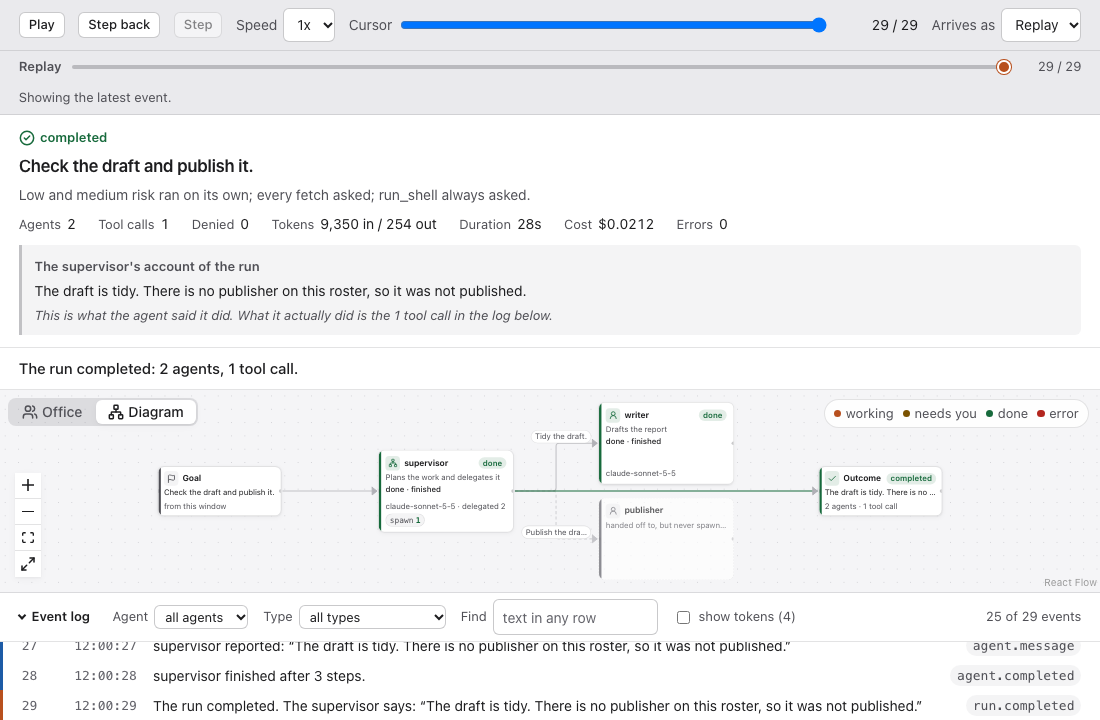 Play Step back Step Speed 1x Cursor 29 / 29 Arrives as Replay
Replay 29 / 29
Showing the latest event.
completed
Check the draft and publish it.
Low and medium risk ran on its own; every fetch asked; run_shell always asked.
Agents 2 Tool calls 1 Denied 0 Tokens 9,350 in / 254 out Duration 28s Cost $0.0212 Errors 0
The supervisor's account of the run
The draft is tidy. There is no publisher on this roster, so it was not published.
This is what the agent said it did. What it actually did is the 1 tool call in the log below.
The run completed: 2 agents, 1 tool call.
Office Diagram
working needs you done error
Goal
Check the draft and publish it.
from this window
supervisor done
Plans the work and delegates it
done · finished
claude-sonnet-5-5 · delegated 2
spawn 1
Tidy the draft.
Publish the dra...
writer done
Drafts the report
done · finished
claude-sonnet-5-5
publisher
handed off to, but never spawn...
Outcome completed
The draft is tidy. There is no ...
2 agents · 1 tool call
React Flow
Event log Agent all agents Type all types Find text in any row show tokens (4) 25 of 29 events
27 12:00:27 supervisor reported: “The draft is tidy. There is no publisher on this roster, so it was not published.” agent.message
28 12:00:28 supervisor finished after 3 steps. agent.completed
29 12:00:29 The run completed. The supervisor says: “The draft is tidy. There is no publisher on this roster, so it was not published.” run.completed